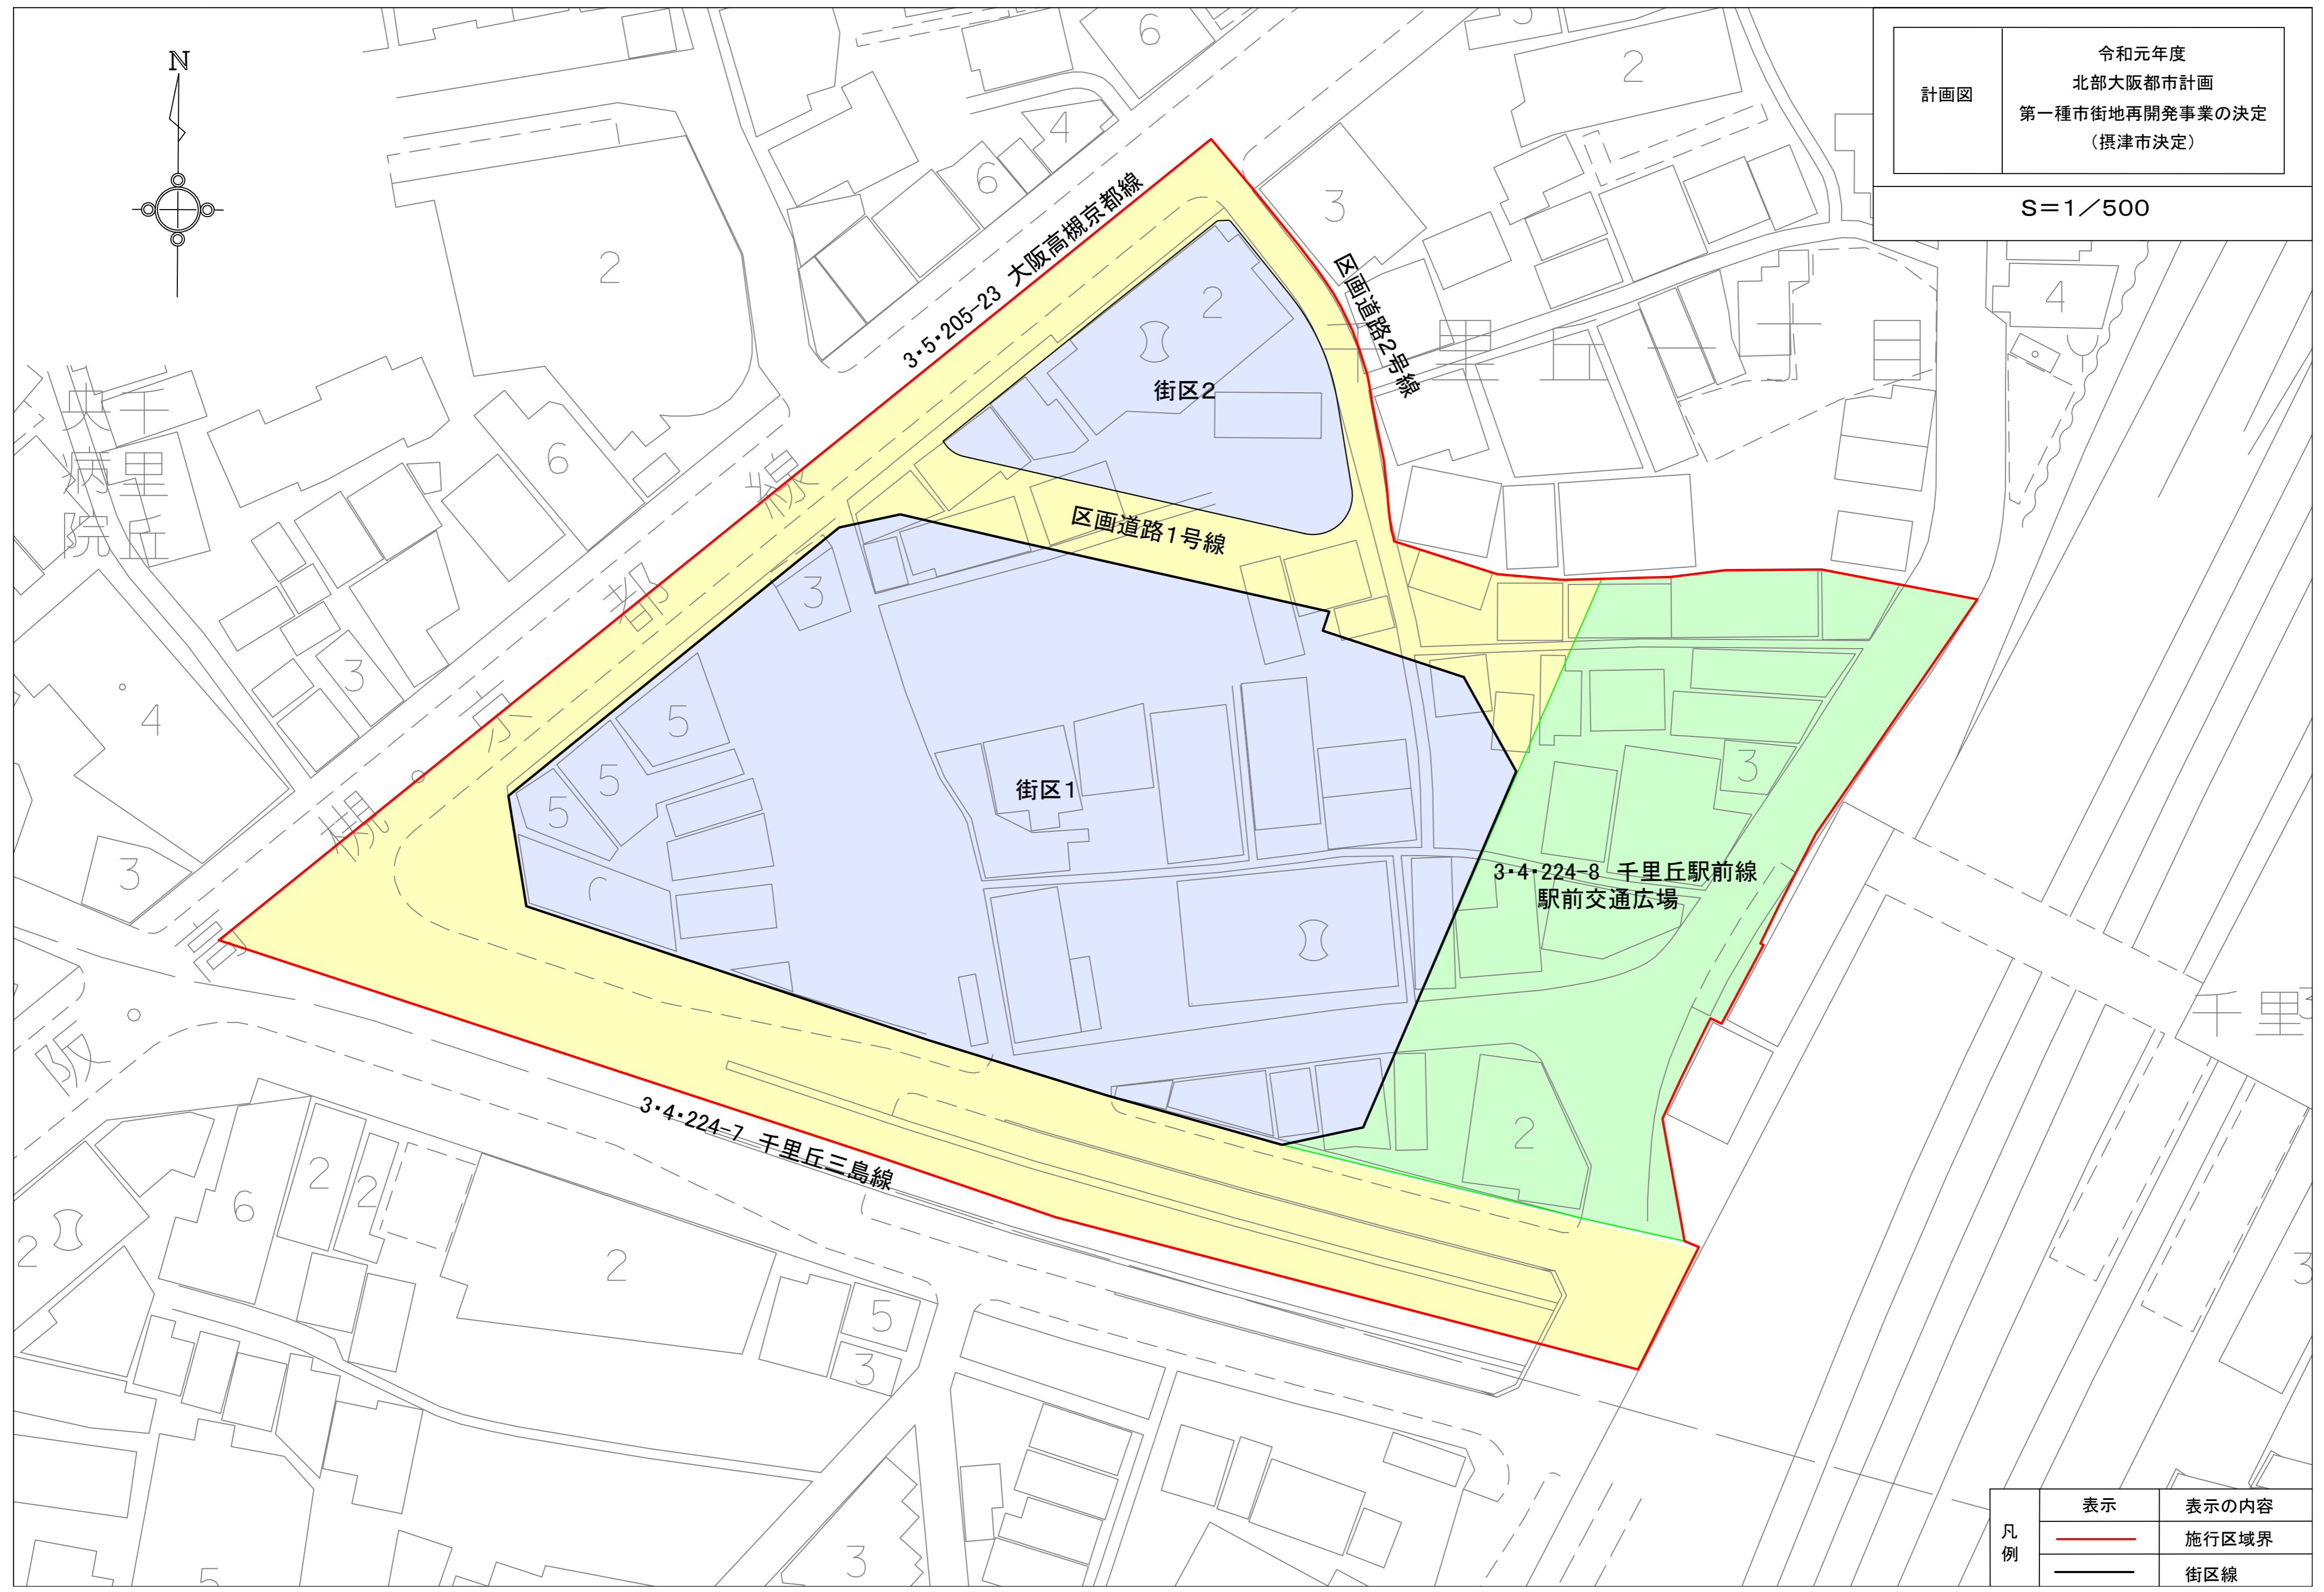 N
計画図
令和元年度
北部大阪都市計画
第一種市街地再開発事業の決定
(摂津市決定)
S=1/500
6
2
4
6
3
2
4
2
3・5・205-23 大阪高槻京都線
区画道路2号線
2
街区2
央千
病里
院丘
6
区画道路1号線
3
3
5
5
5
4
3
街区1
3
3・4・224-8 千里丘駅前線
駅前交通広場
千里
2
3・4・224-7 千里丘三島線
2
2
6
2
2
5
3
3
3
5
凡例
表示
表示の内容
施行区域界
街区線